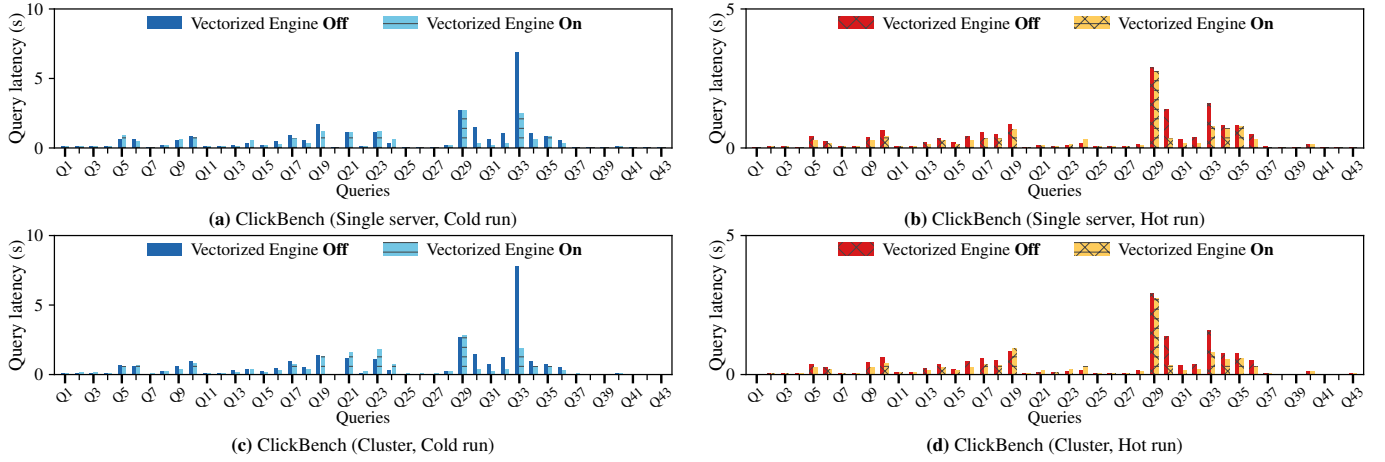 10
5
0
Query latency (s)
Vectorized Engine Off
Vectorized Engine On
Q1 Q3 Q5 Q7 Q9 Q11 Q13 Q15 Q17 Q19 Q21 Q23 Q25 Q27 Q29 Q31 Q33 Q35 Q37 Q39 Q41 Q43
Queries
(a) ClickBench (Single server, Cold run)
5
0
Query latency (s)
Vectorized Engine Off
Vectorized Engine On
Q1 Q3 Q5 Q7 Q9 Q11 Q13 Q15 Q17 Q19 Q21 Q23 Q25 Q27 Q29 Q31 Q33 Q35 Q37 Q39 Q41 Q43
Queries
(b) ClickBench (Single server, Hot run)
10
5
0
Query latency (s)
Vectorized Engine Off
Vectorized Engine On
Q1 Q3 Q5 Q7 Q9 Q11 Q13 Q15 Q17 Q19 Q21 Q23 Q25 Q27 Q29 Q31 Q33 Q35 Q37 Q39 Q41 Q43
Queries
(c) ClickBench (Cluster, Cold run)
5
0
Query latency (s)
Vectorized Engine Off
Vectorized Engine On
Q1 Q3 Q5 Q7 Q9 Q11 Q13 Q15 Q17 Q19 Q21 Q23 Q25 Q27 Q29 Q31 Q33 Q35 Q37 Q39 Q41 Q43
Queries
(d) ClickBench (Cluster, Hot run)